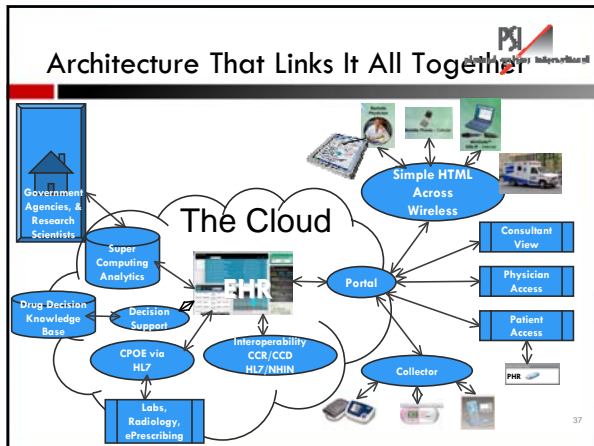 PSI
Architecture That Links It All Together
Remote
Physician
Simple HTML
Across
Wireless
Government
Agencies, &
Research
Scientists
The Cloud
Super
Computing
Analytics
EHR
Portal
Consultant
View
Physician
Access
Patient
Access
Drug Decision
Knowledge
Base
Decision
Support
CPOE via
HL7
Interoperability
CCR/CCD
HL7/NHIN
Collector
PHR
Labs,
Radiology,
ePrescribing
37